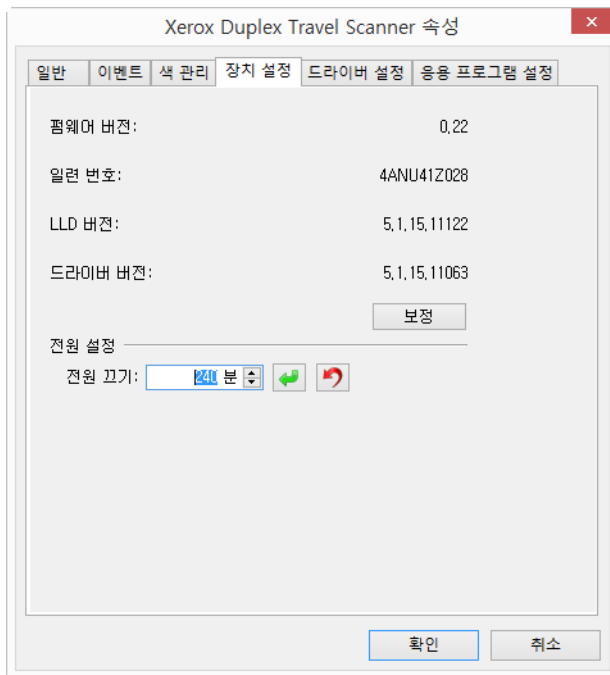 Xerox Duplex Travel Scanner 속성
일반 이벤트 색 관리 장치 설정 드라이버 설정 응용 프로그램 설정
펌웨어 버전: 0.22
일련 번호: 4ANU41Z028
LLD 버전: 5.1.15.11122
드라이버 버전: 5.1.15.11063
보정
전원 설정
전원 끄기: 240 분
확인 취소